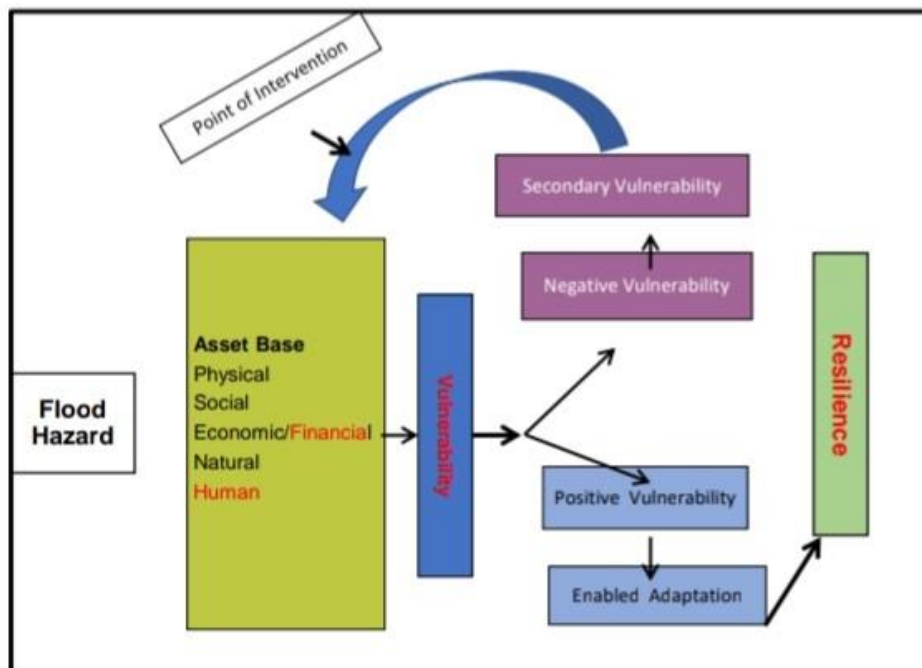 Point of Intervention
Secondary Vulnerability
Negative Vulnerability
Flood
Hazard
Asset Base
Physical
Social
Economic/Financial
Natural
Human
Vulnerability
Positive Vulnerability
Enabled Adaptation
Resilience